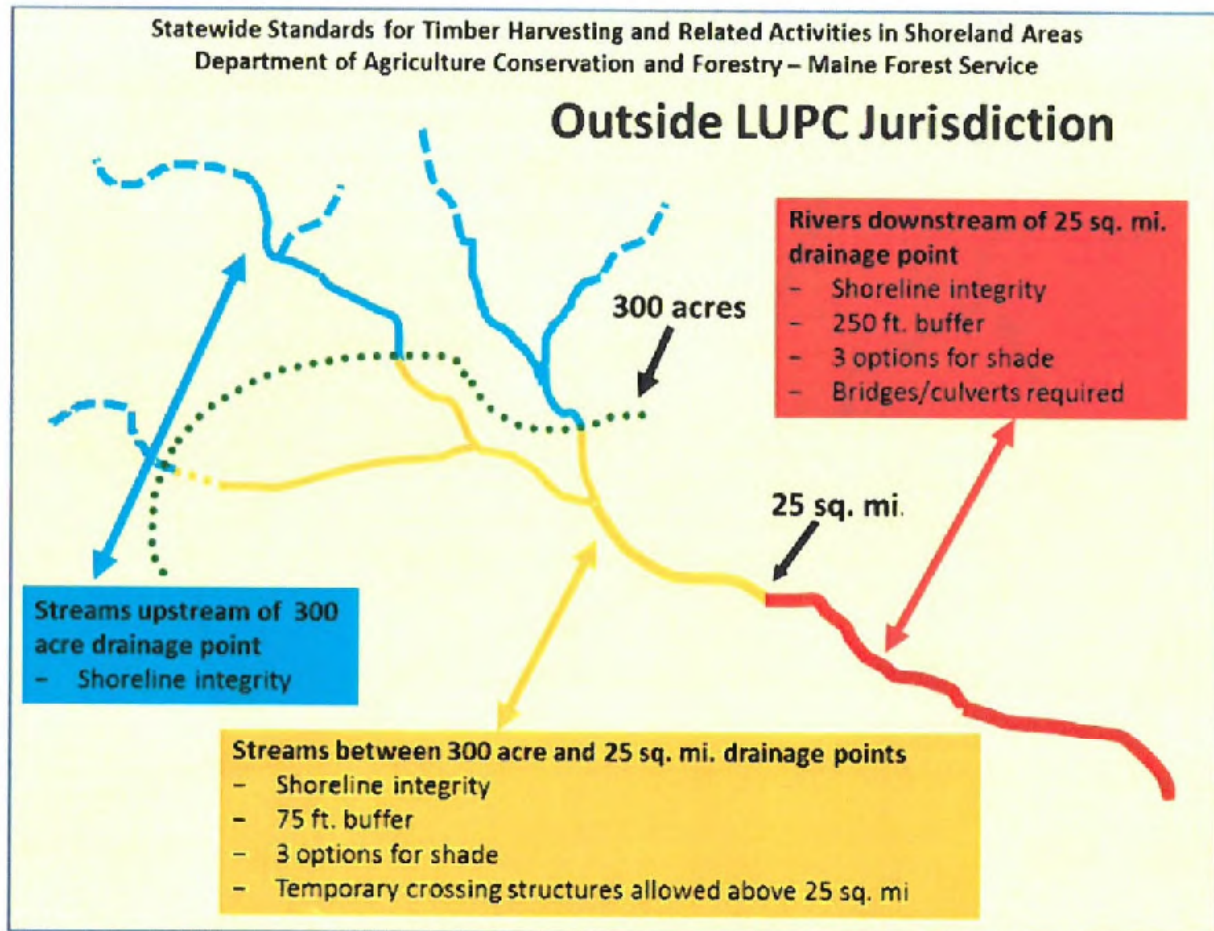 Statewide Standards for Timber Harvesting and Related Activities in Shoreland Areas
Department of Agriculture Conservation and Forestry – Maine Forest Service
Outside LUPC Jurisdiction
Rivers downstream of 25 sq. mi.
drainage point
– Shoreline integrity
– 250 ft. buffer
– 3 options for shade
– Bridges/culverts required
300 acres
25 sq. mi.
Streams upstream of 300
acre drainage point
– Shoreline integrity
Streams between 300 acre and 25 sq. mi. drainage points
– Shoreline integrity
– 75 ft. buffer
– 3 options for shade
– Temporary crossing structures allowed above 25 sq. mi